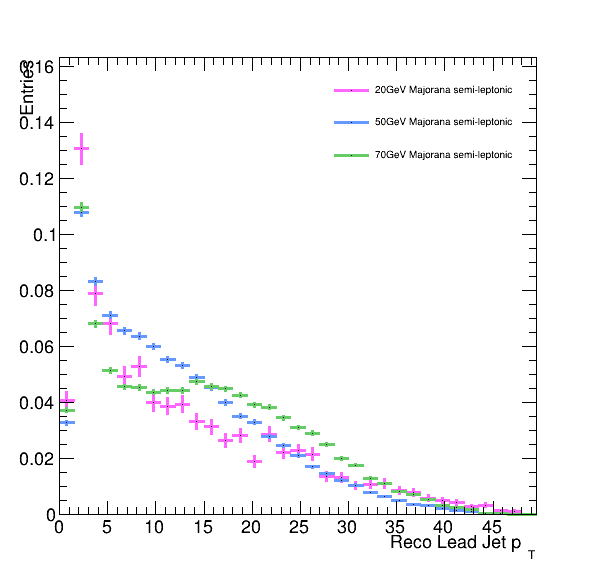 Entries
0.16
0.14
0.12
0.1
0.08
0.06
0.04
0.02
0
20GeV Majorana semi-leptonic
50GeV Majorana semi-leptonic
70GeV Majorana semi-leptonic
0 5 10 15 20 25 30 35 40 45
Reco Lead Jet p
T